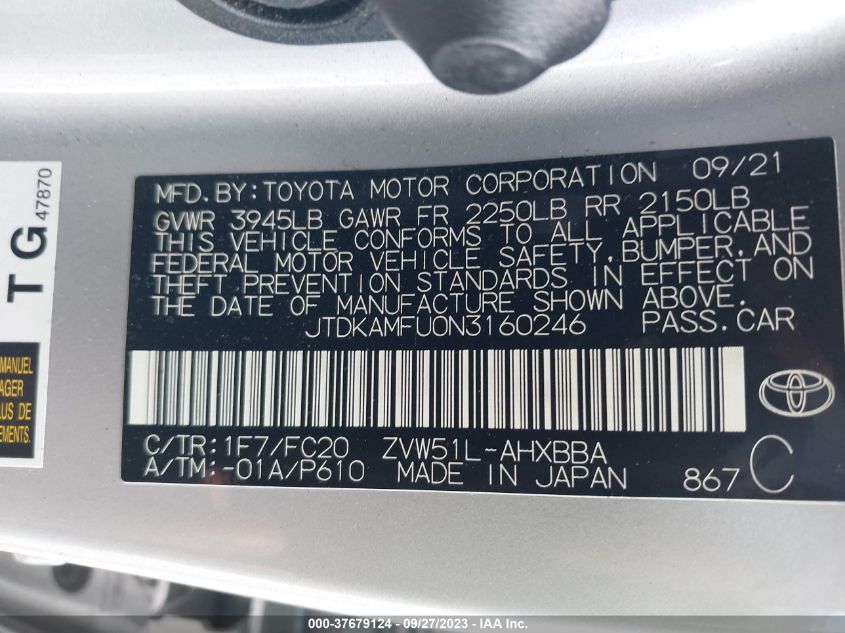 MFD.BY:TOYOTA MOTOR CORPORATION 09/21
GVWR 3945LB GAWR FR 2250LB RR 2150LB
THIS VEHICLE CONFORMS TO ALL APPLICABLE
FEDERAL MOTOR VEHICLE SAFETY,BUMPER,AND
THEFT PREVENTION STANDARDS IN EFFECT ON
THE DATE OF MANUFACTURE SHOWN ABOVE.
JTDKAMFU0N3160246 PASS.CAR
C/TR:1F7/FC20 ZVW51L-AHXBBA
A/TM:-01A/P610 MADE IN JAPAN 867 C
TG
47870
MANUEL
PLUS DE
000-37679124 - 09/27/2023 - IAA Inc.